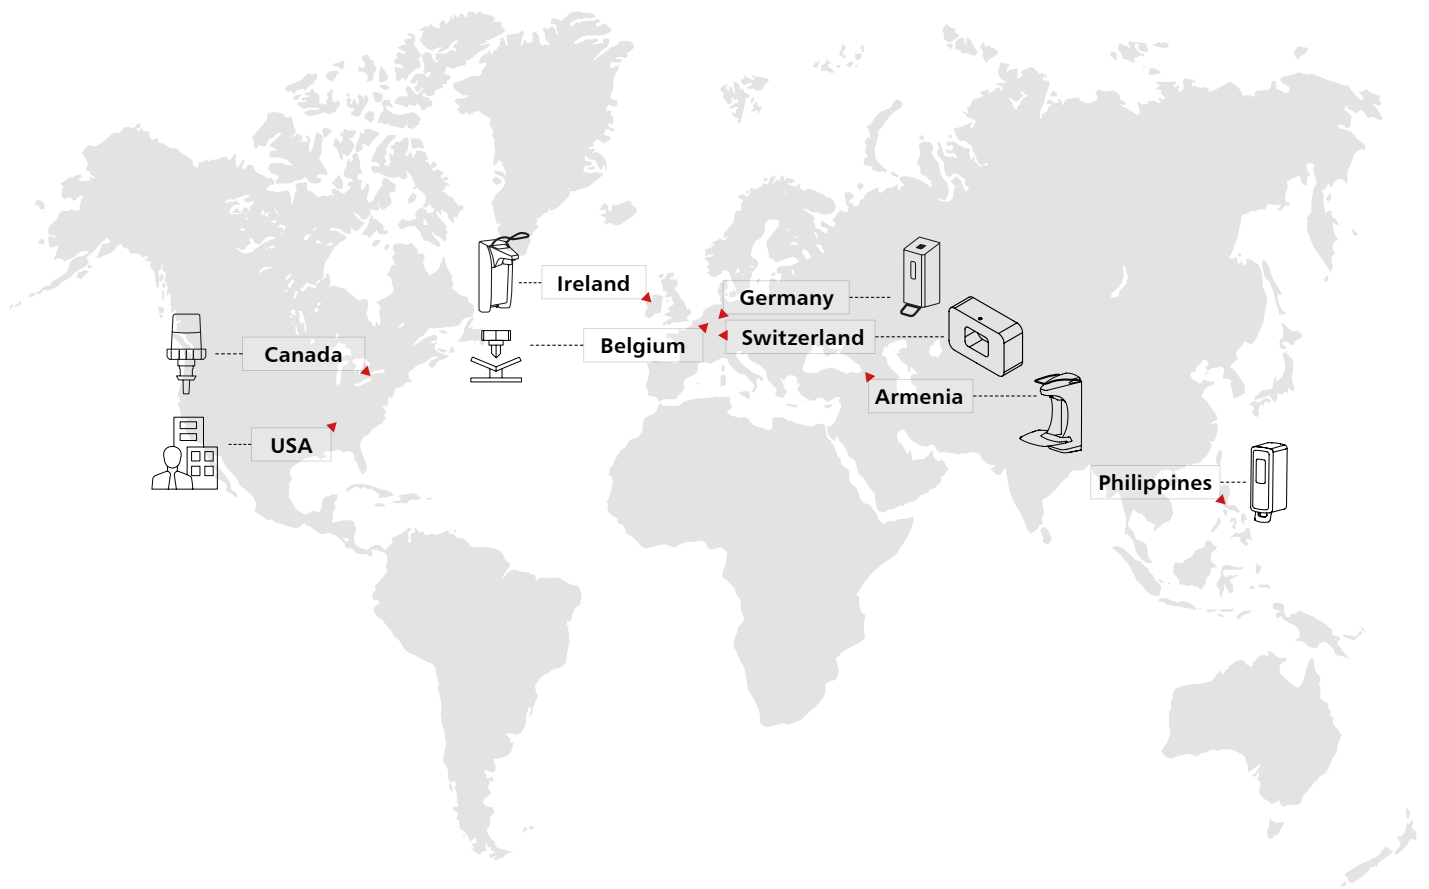 Ireland
Germany
Switzerland
Belgium
Canada
Armenia
USA
Philippines